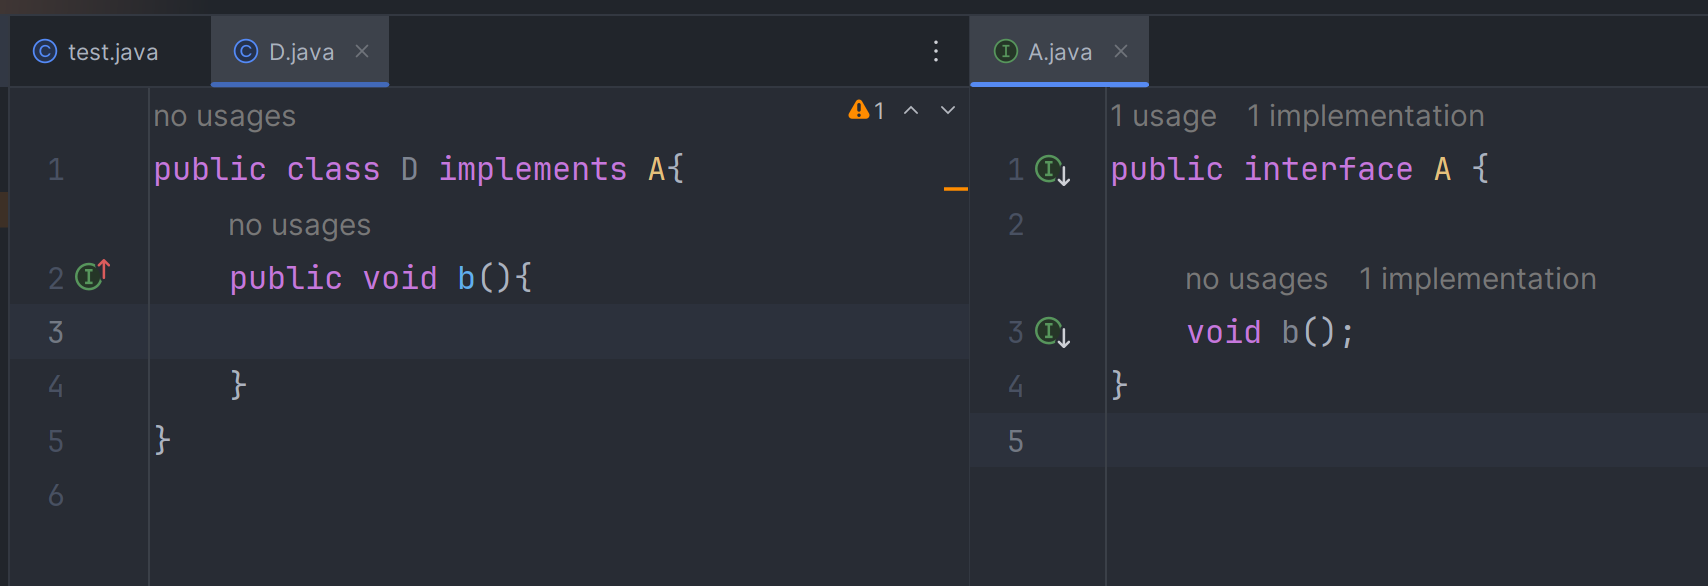 test.java D.java A.java
no usages 1
1 public class D implements A{
no usages
2 public void b(){
3
4 }
5 }
6
1 usage 1 implementation
1 public interface A {
2
no usages 1 implementation
3 void b();
4 }
5